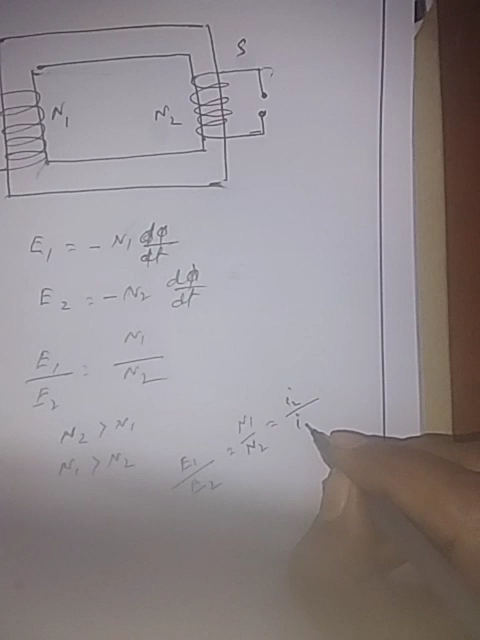 S
N₁ N₂
E₁ = - N₁ dφ/dt
E₂ = - N₂ dφ/dt
E₁/E₂ = N₁/N₂
N₂ > N₁
N₁ > N₂
E₁/E₂ = N₁/N₂ = i₂/i